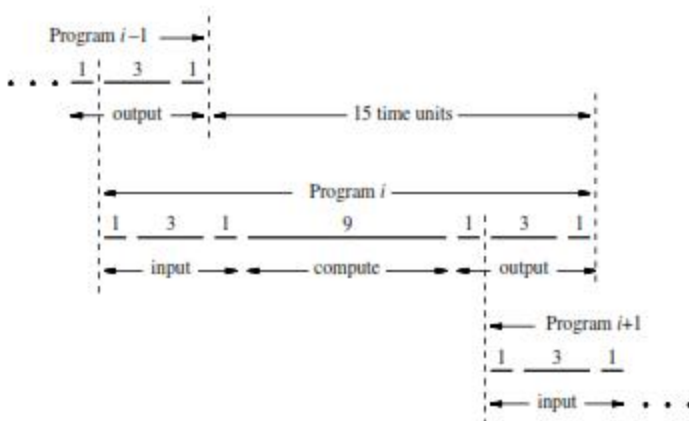 Program i–1
1 3 1
output
15 time units
Program i
1 3 1 9 1 3 1
input compute output
Program i+1
1 3 1
input